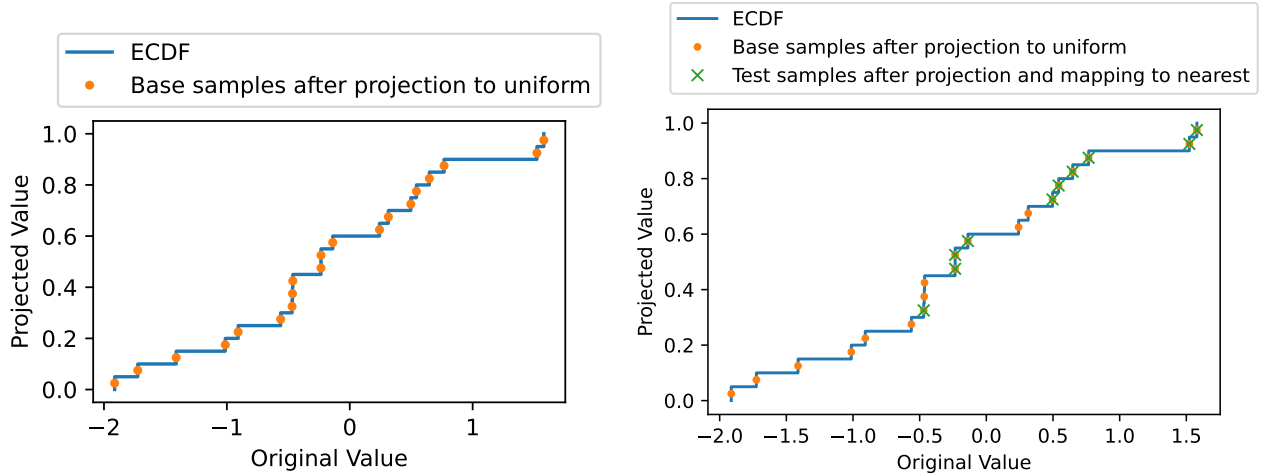 ECDF
Base samples after projection to uniform
1.0
0.8
0.6
0.4
0.2
0.0
Projected Value
−2
−1
0
1
Original Value
ECDF
Base samples after projection to uniform
Test samples after projection and mapping to nearest
1.0
0.8
0.6
0.4
0.2
0.0
Projected Value
−2.0
−1.5
−1.0
−0.5
0.0
0.5
1.0
1.5
Original Value